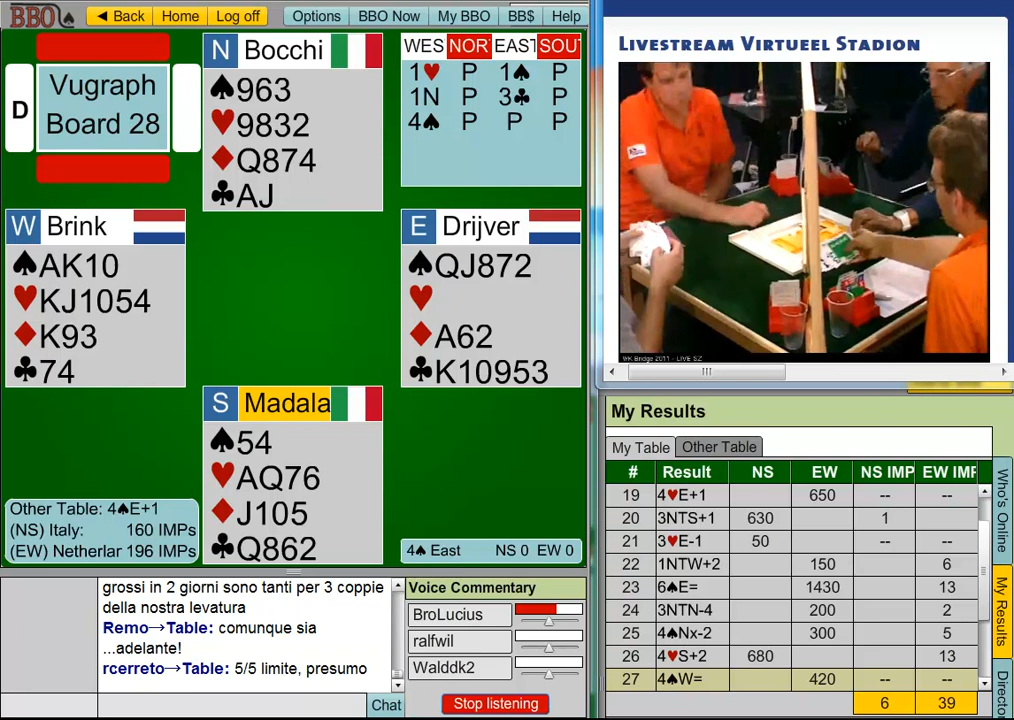 BBO ◄ Back Home Log off Options BBO Now My BBO BB$ Help
D
Vugraph
Board 28
N Bocchi
♠963
♥9832
♦Q874
♣AJ
WES NOR EAST SOU
1♥ P 1♠ P
1N P 3♣ P
4♠ P P P
W Brink
♠AK10
♥KJ1054
♦K93
♣74
E Drijver
♠QJ872
♥
♦A62
♣K10953
S Madala
♠54
♥AQ76
♦J105
♣Q862
Other Table: 4♠E+1
(NS) Italy: 160 IMPs
(EW) Netherlar 196 IMPs
4♠ East NS 0 EW 0
grossi in 2 giorni sono tanti per 3 coppie
della nostra levatura
Remo→Table: comunque sia
...adelante!
rcerreto→Table: 5/5 limite, presumo
Chat
Voice Commentary
BroLucius
ralfwil
Walddk2
Stop listening
Livestream Virtueel Stadion
WK Bridge 2011 - LIVE SZ
My Results
My Table Other Table
# Result NS EW NS IMP EW IMF
19 4♥E+1 650 -- --
20 3NTS+1 630 1 --
21 3♥E-1 50 -- --
22 1NTW+2 150 6
23 6♠E= 1430 13
24 3NTN-4 200 2
25 4♠Nx-2 300 5
26 4♥S+2 680 13
27 4♠W= 420 -- --
6 39
Who's Online
My Results
Director